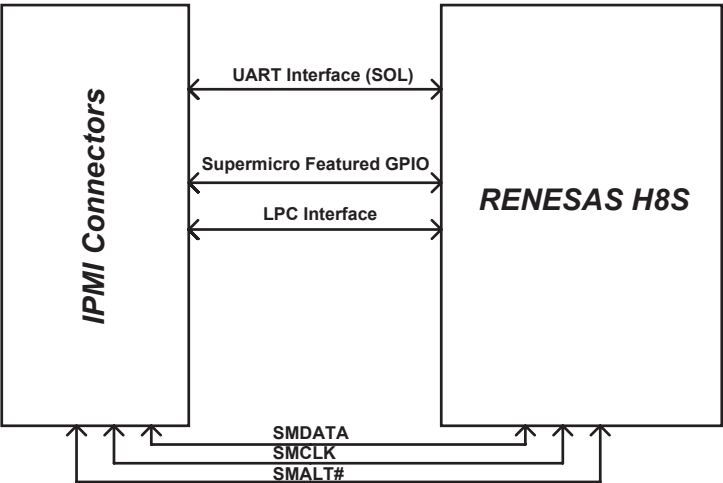 IPMI Connectors
UART Interface (SOL)
Supermicro Featured GPIO
LPC Interface
RENESAS H8S
SMDATA
SMCLK
SMALT#